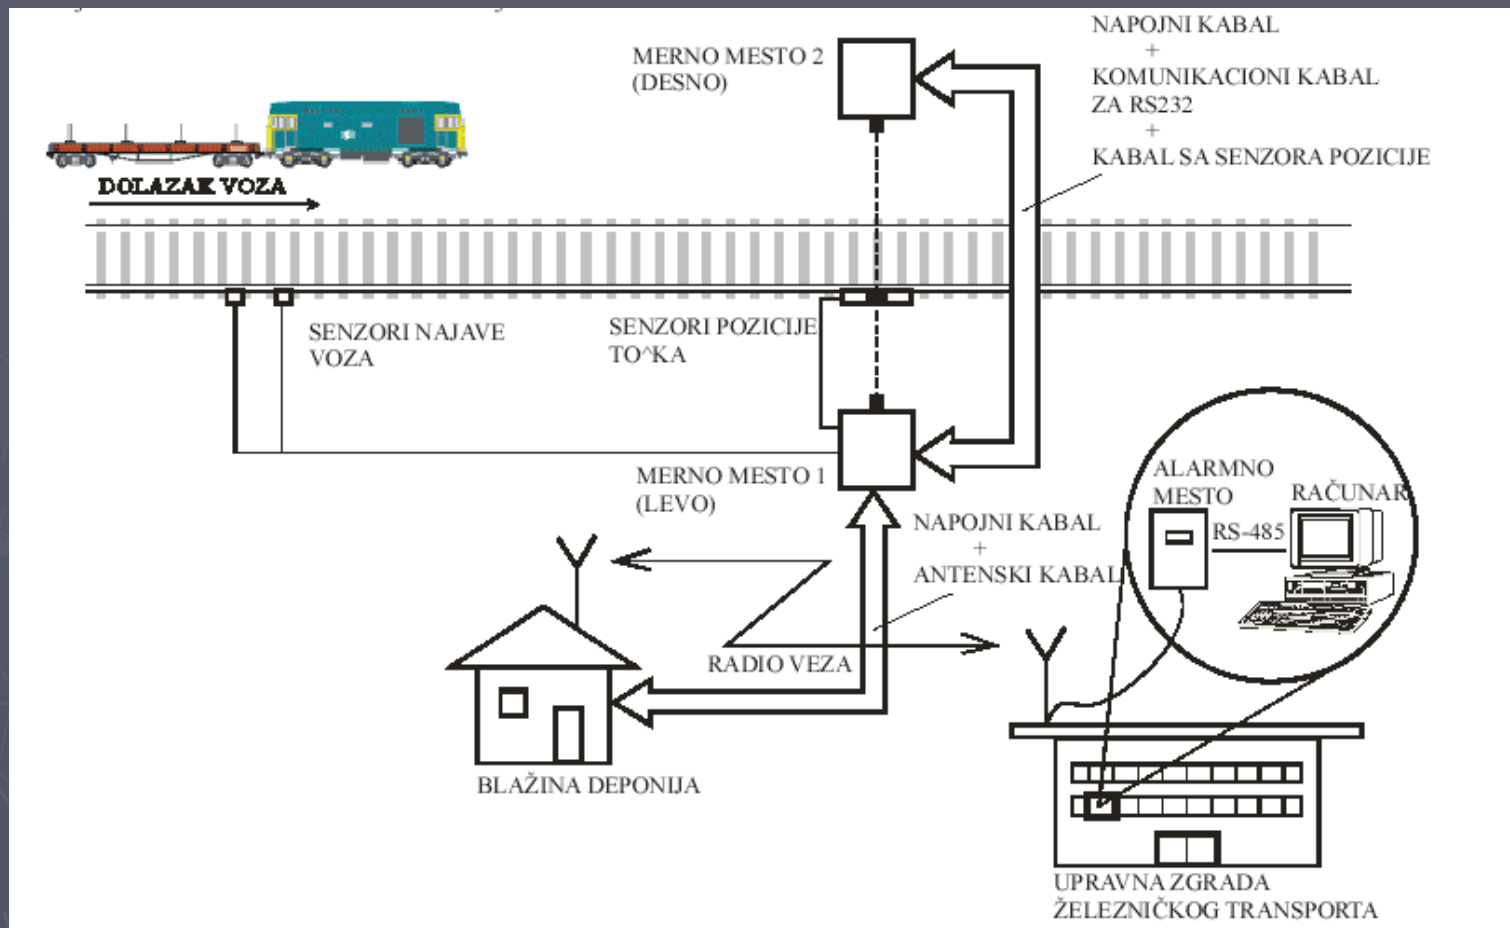 MERNO MESTO 2
(DESNO)
NAPOJNI KABAL
+
KOMUNIKACIONI KABAL
ZA RS232
+
KABAL SA SENZORA POZICIJE
DOLAZAK VOZA
SENZORI NAJAVE
VOZA
SENZORI POZICIJE
TO^KA
MERNO MESTO 1
(LEVO)
NAPOJNI KABAL
+
ANTENSKI KABAL
ALARMNO
MESTO
RAČUNAR
RS-485
RADIO VEZA
BLAŽINA DEPONIJA
UPRAVNA ZGRADA
ŽELEZNIČKOG TRANSPORTA